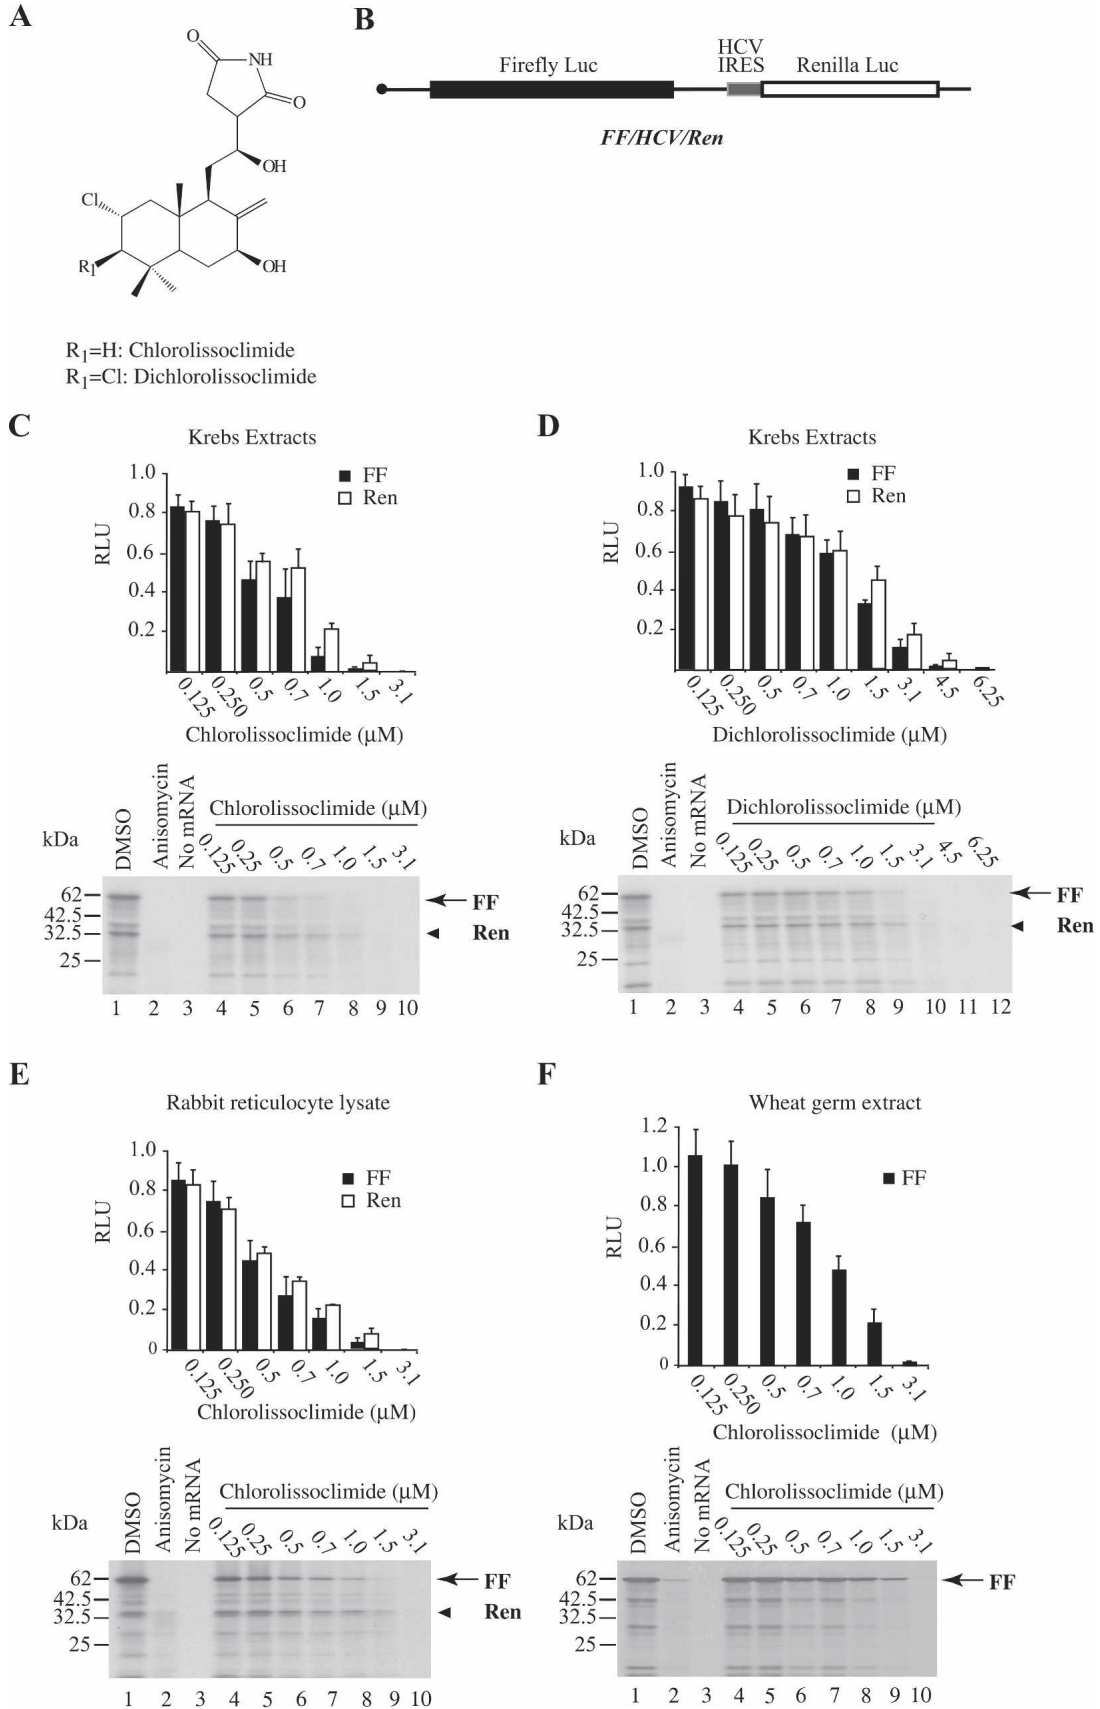 A
O
NH
O
OH
Cl
R1
OH
R1=H: Chlorolissoclimide
R1=Cl: Dichlorolissoclimide
B
HCV
Firefly Luc IRES Renilla Luc
FF/HCV/Ren
C
Krebs Extracts
1.0
0.8
0.6
0.4
0.2
RLU
FF
Ren
0.125 0.250 0.5 0.7 1.0 1.5 3.1
Chlorolissoclimide (μM)
kDa
DMSO
Anisomycin
No mRNA
Chlorolissoclimide (μM)
0.125 0.25 0.5 0.7 1.0 1.5 3.1
62
42.5
32.5
25
FF
Ren
1 2 3 4 5 6 7 8 9 10
D
Krebs Extracts
1.0
0.8
0.6
0.4
0.2
RLU
FF
Ren
0.125 0.250 0.5 0.7 1.0 1.5 3.1 4.5 6.25
Dichlorolissoclimide (μM)
kDa
DMSO
Anisomycin
No mRNA
Dichlorolissoclimide (μM)
0.125 0.25 0.5 0.7 1.0 1.5 3.1 4.5 6.25
62
42.5
32.5
25
FF
Ren
1 2 3 4 5 6 7 8 9 10 11 12
E
Rabbit reticulocyte lysate
1.0
0.8
0.6
0.4
0.2
0
RLU
FF
Ren
0.125 0.250 0.5 0.7 1.0 1.5 3.1
Chlorolissoclimide (μM)
kDa
DMSO
Anisomycin
No mRNA
Chlorolissoclimide (μM)
0.125 0.25 0.5 0.7 1.0 1.5 3.1
62
42.5
32.5
25
FF
Ren
1 2 3 4 5 6 7 8 9 10
F
Wheat germ extract
1.2
1.0
0.8
0.6
0.4
0.2
0
RLU
FF
0.125 0.250 0.5 0.7 1.0 1.5 3.1
Chlorolissoclimide (μM)
kDa
DMSO
Anisomycin
No mRNA
Chlorolissoclimide (μM)
0.125 0.25 0.5 0.7 1.0 1.5 3.1
62
42.5
32.5
25
FF
1 2 3 4 5 6 7 8 9 10